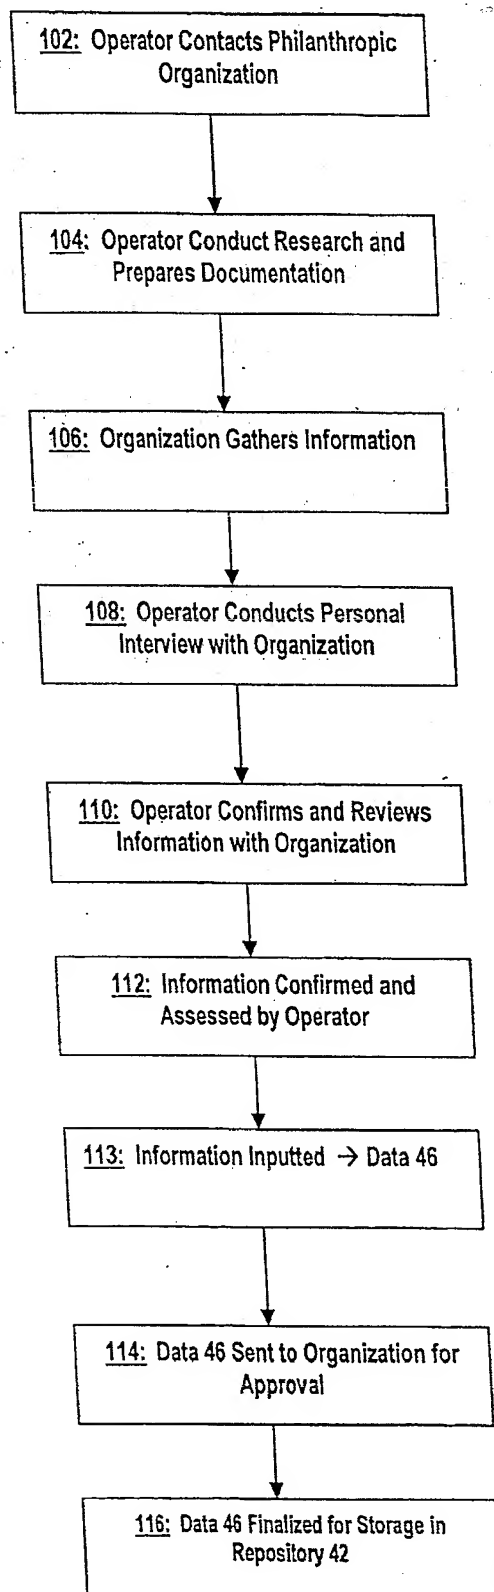 102: Operator Contacts Philanthropic
Organization
104: Operator Conduct Research and
Prepares Documentation
106: Organization Gathers Information
108: Operator Conducts Personal
Interview with Organization
110: Operator Confirms and Reviews
Information with Organization
112: Information Confirmed and
Assessed by Operator
113: Information Inputted → Data 46
114: Data 46 Sent to Organization for
Approval
116: Data 46 Finalized for Storage in
Repository 42